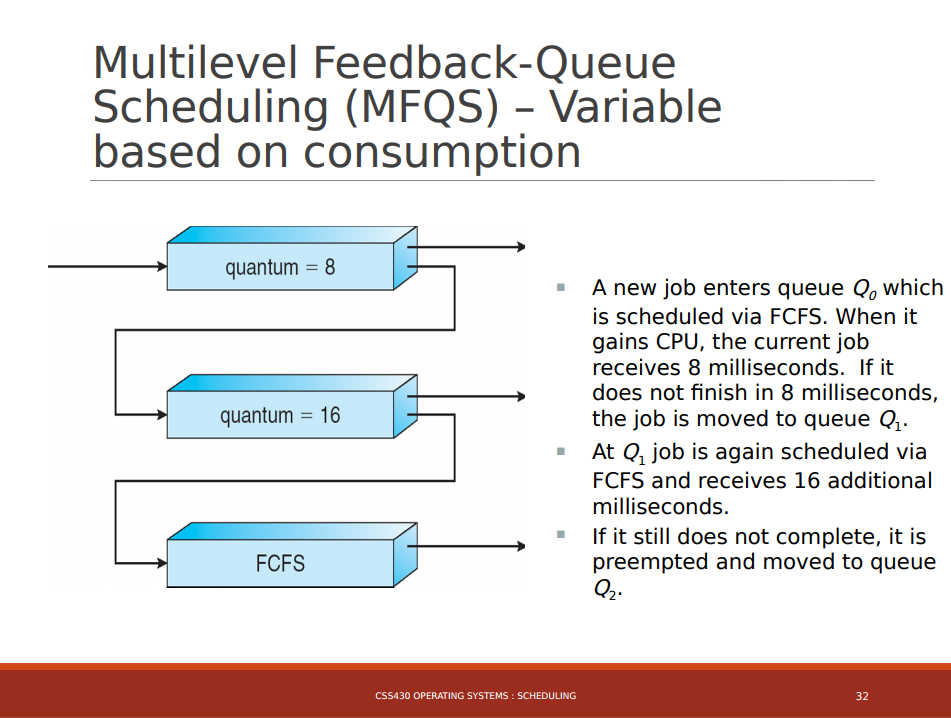 Multilevel Feedback-Queue
Scheduling (MFQS) – Variable
based on consumption
quantum = 8
quantum = 16
FCFS
▪ A new job enters queue Q0 which
is scheduled via FCFS. When it
gains CPU, the current job
receives 8 milliseconds.  If it
does not finish in 8 milliseconds,
the job is moved to queue Q1.
▪ At Q1 job is again scheduled via
FCFS and receives 16 additional
milliseconds.
▪ If it still does not complete, it is
preempted and moved to queue
Q2.
CSS430 OPERATING SYSTEMS : SCHEDULING
32